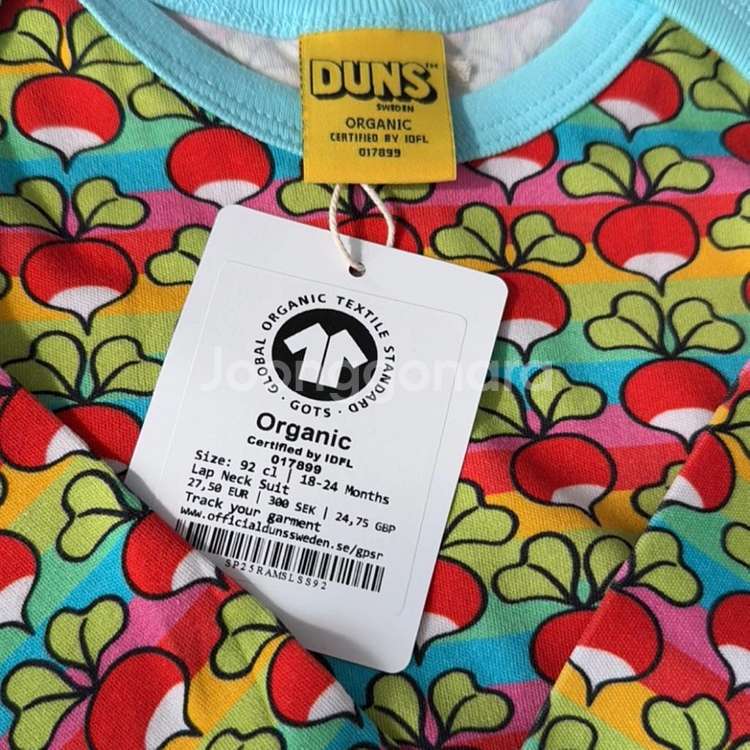 DUNS™
SWEDEN
ORGANIC
CERTIFIED BY IDFL
017899
GLOBAL ORGANIC TEXTILE STANDARD · GOTS ·
Joonggonara
Organic
Certified by IDFL
017899
Size: 92 cl | 18-24 Months
Lap Neck Suit
27,50 EUR | 300 SEK | 24,75 GBP
Track your garment
www.officialdunssweden.se/gpsr
SP25RAMSLSS92